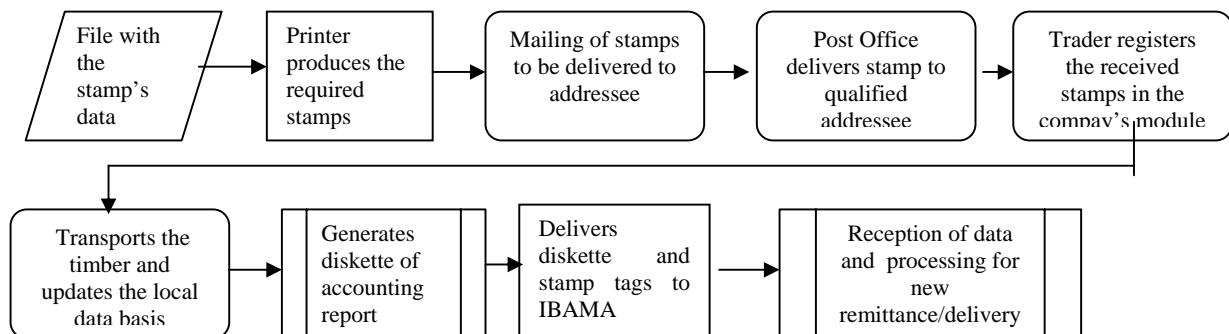 File with
the
stamp's
data
Printer
produces the
required
stamps
Mailing of stamps
to be delivered to
addressee
Post Office
delivers stamp to
qualified
addressee
Trader registers
the received
stamps in the
compay's module
Transports the
timber and
updates the local
data basis
Generates
diskette of
accounting
report
Delivers
diskette and
stamp tags to
IBAMA
Reception of data
and processing for
new
remittance/delivery